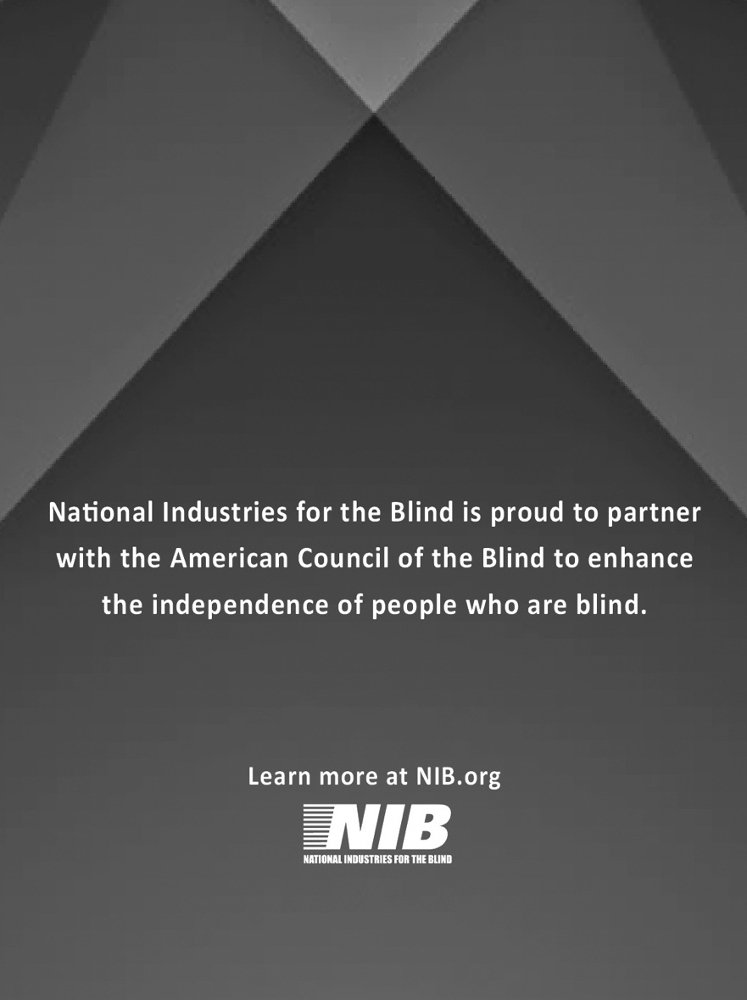 National Industries for the Blind is proud to partner
with the American Council of the Blind to enhance
the independence of people who are blind.
Learn more at NIB.org
NIB
NATIONAL INDUSTRIES FOR THE BLIND